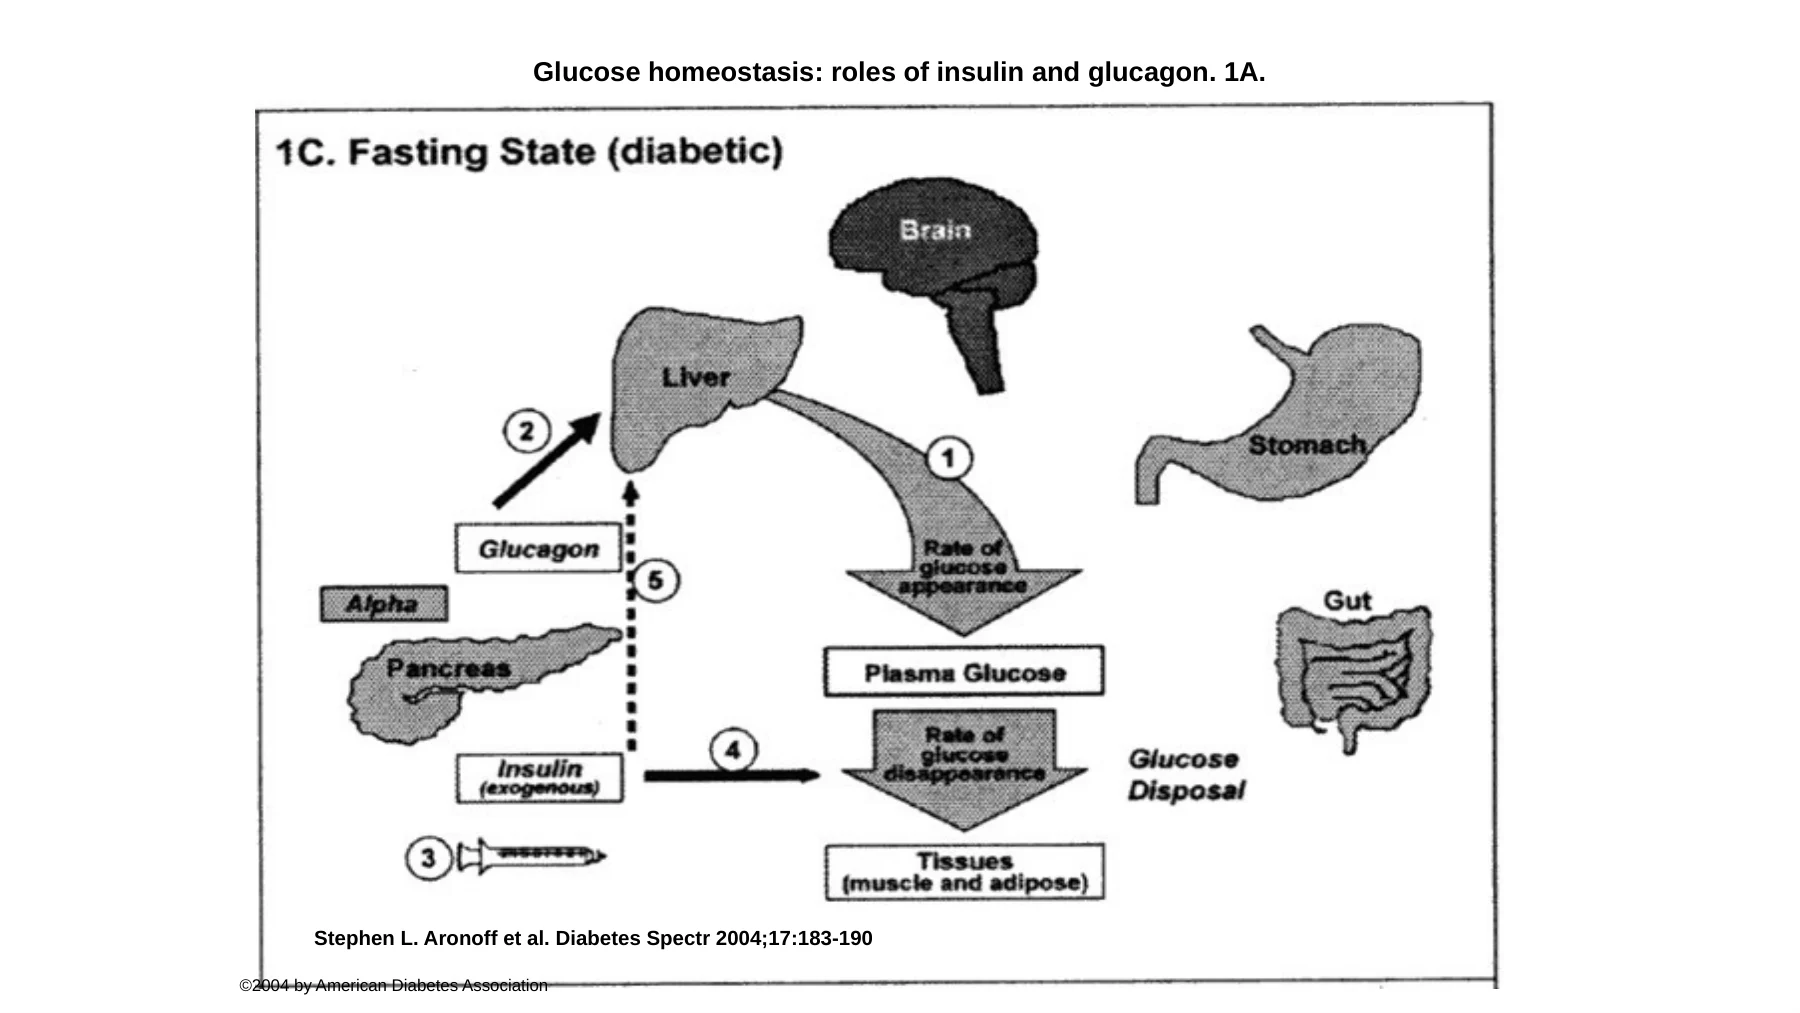 Glucose homeostasis: roles of insulin and glucagon. 1A.
1C. Fasting State (diabetic)
Brain
Liver
2
1
Stomach
Glucagon
Rate of
glucose
appearance
5
Alpha
Gut
Pancreas
Plasma Glucose
4
Rate of
glucose
disappearance
Glucose
Disposal
Insulin
(exogenous)
3
Tissues
(muscle and adipose)
Stephen L. Aronoff et al. Diabetes Spectr 2004;17:183-190
©2004 by American Diabetes Association